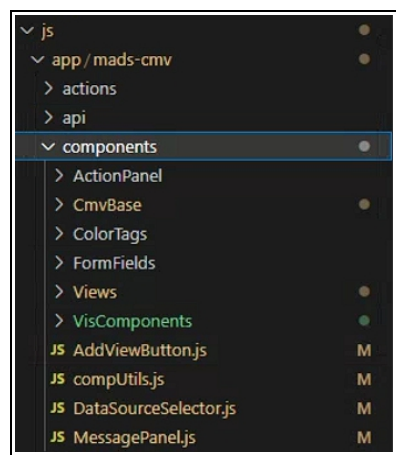 js
app/mads-cmv
actions
api
components
ActionPanel
CmvBase
ColorTags
FormFields
Views
VisComponents
JS AddViewButton.js M
JS compUtils.js M
JS DataSourceSelector.js M
JS MessagePanel.js M